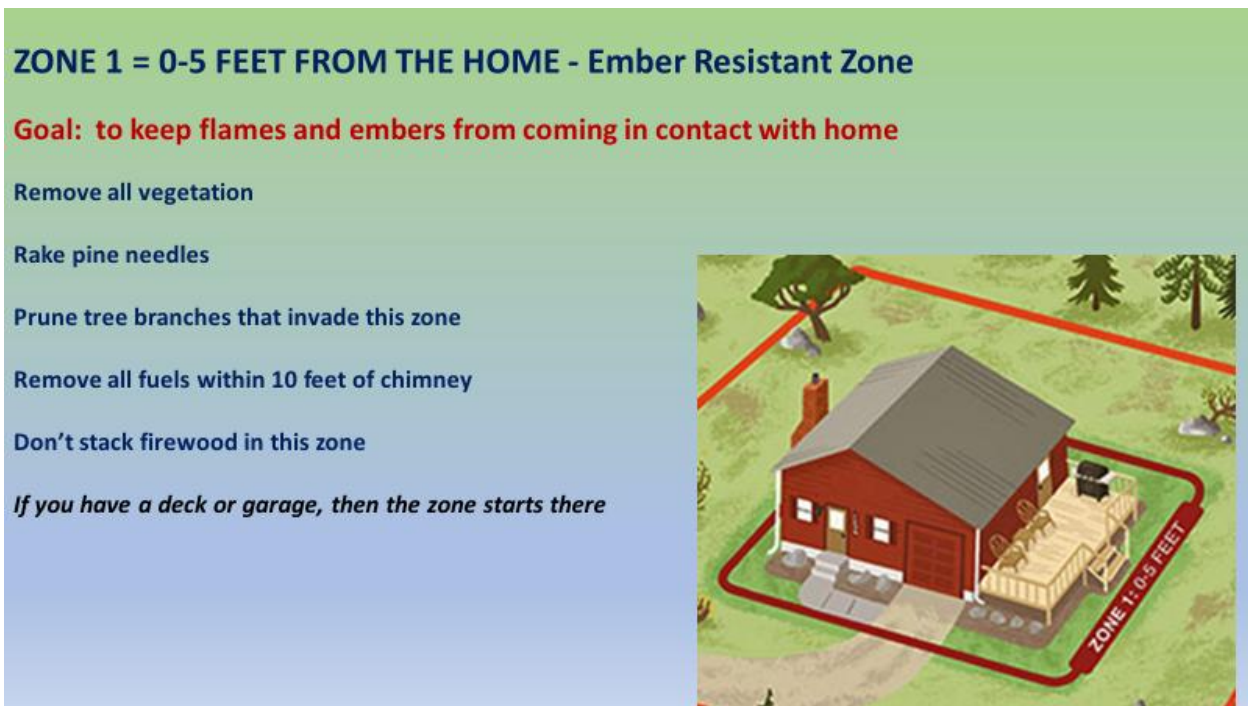 ZONE 1 = 0-5 FEET FROM THE HOME - Ember Resistant Zone
Goal:  to keep flames and embers from coming in contact with home
Remove all vegetation
Rake pine needles
Prune tree branches that invade this zone
Remove all fuels within 10 feet of chimney
Don’t stack firewood in this zone
If you have a deck or garage, then the zone starts there
ZONE 1: 0-5 FEET